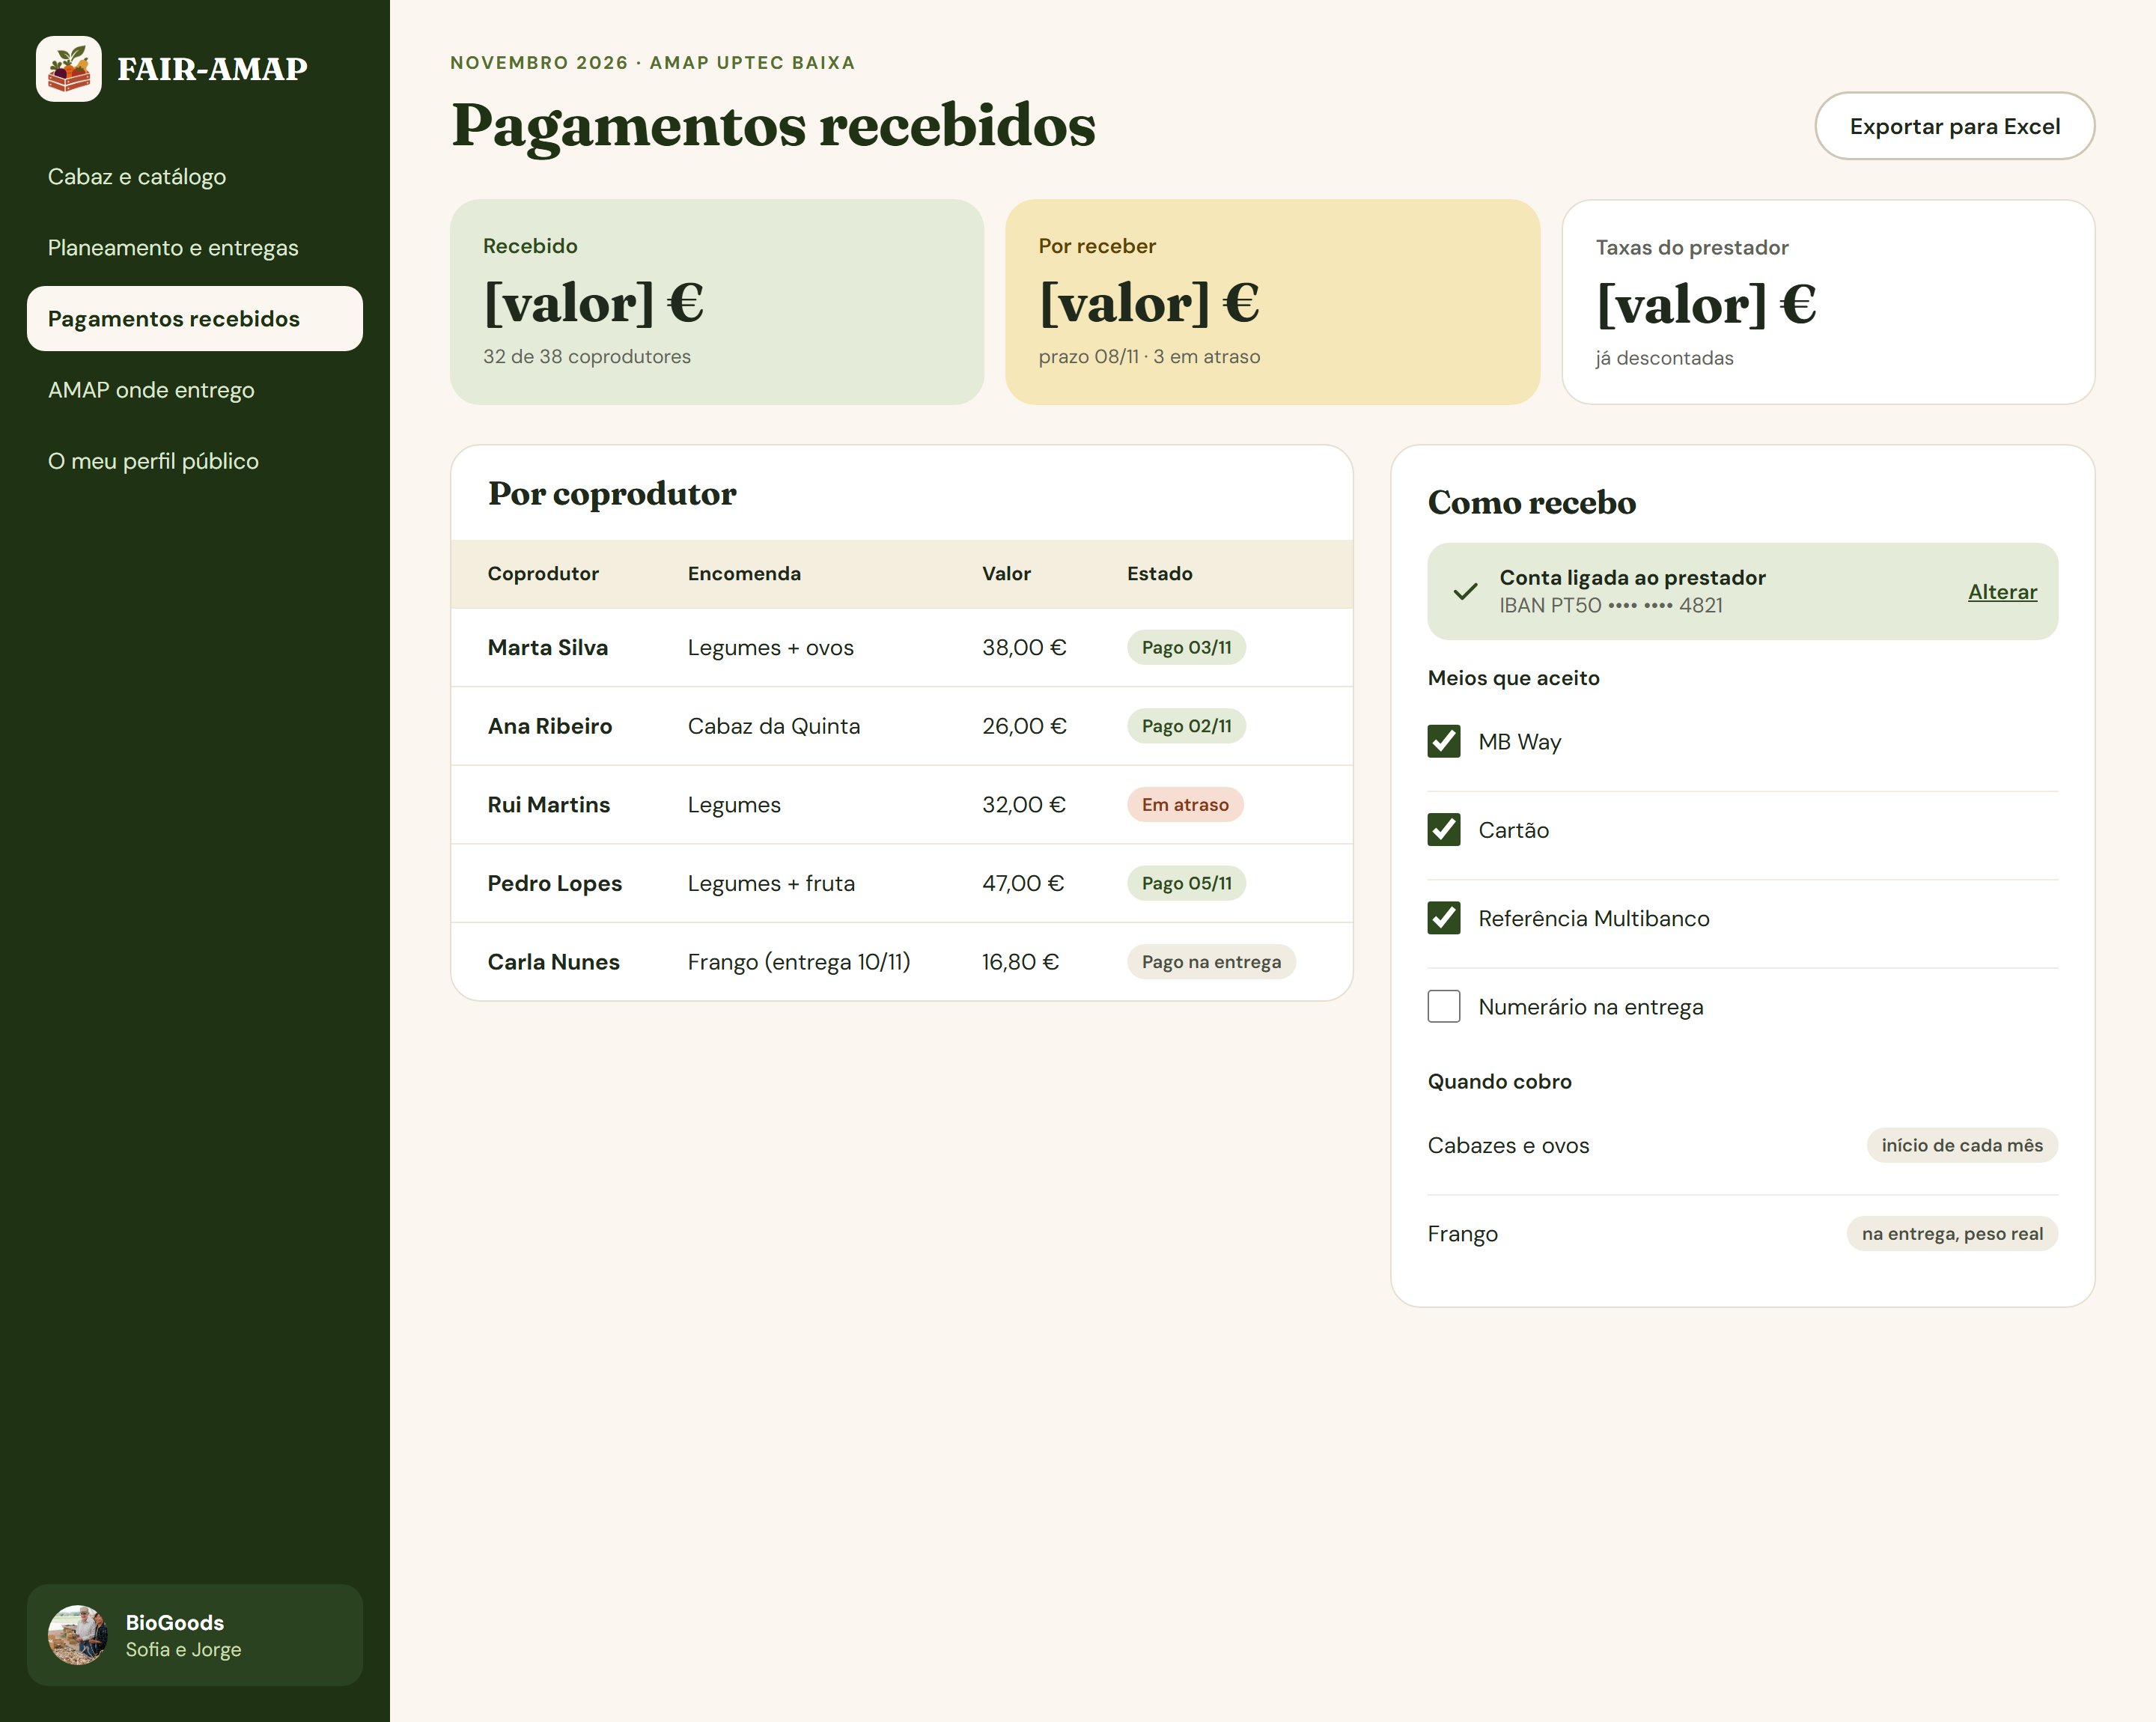 FAIR-AMAP
Cabaz e catálogo
Planeamento e entregas
Pagamentos recebidos
AMAP onde entrego
O meu perfil público
BioGoods
Sofia e Jorge
NOVEMBRO 2026 · AMAP UPTEC BAIXA
Pagamentos recebidos
Exportar para Excel
Recebido
[valor] €
32 de 38 coprodutores
Por receber
[valor] €
prazo 08/11 · 3 em atraso
Taxas do prestador
[valor] €
já descontadas
Por coprodutor
Coprodutor Encomenda Valor Estado
Marta Silva Legumes + ovos 38,00 € Pago 03/11
Ana Ribeiro Cabaz da Quinta 26,00 € Pago 02/11
Rui Martins Legumes 32,00 € Em atraso
Pedro Lopes Legumes + fruta 47,00 € Pago 05/11
Carla Nunes Frango (entrega 10/11) 16,80 € Pago na entrega
Como recebo
Conta ligada ao prestador
IBAN PT50 •••• •••• 4821
Alterar
Meios que aceito
MB Way
Cartão
Referência Multibanco
Numerário na entrega
Quando cobro
Cabazes e ovos início de cada mês
Frango na entrega, peso real